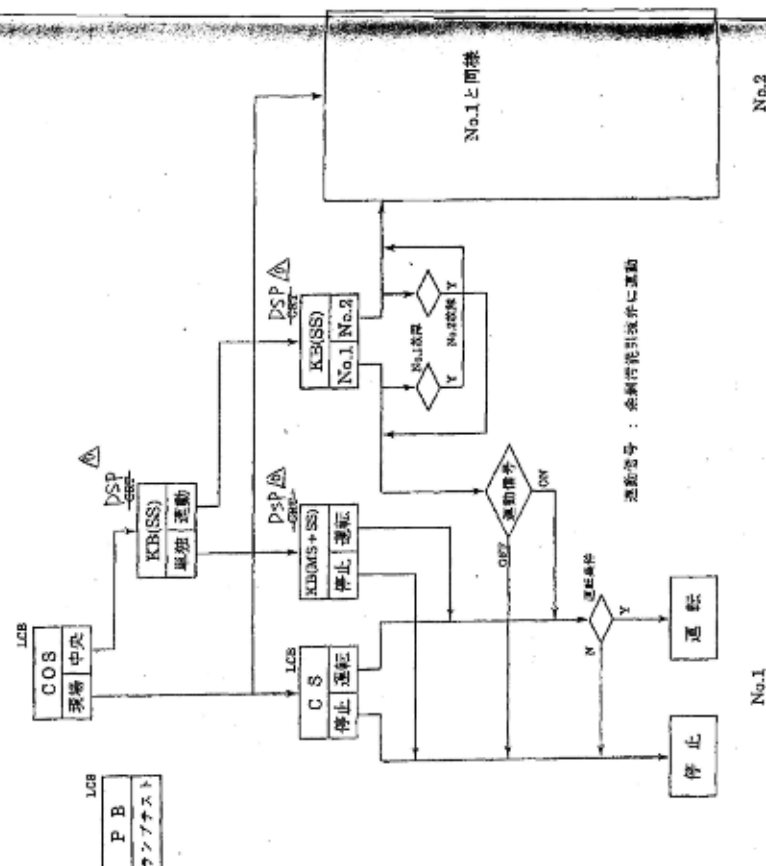 LCB
P B
ランプテスト
LCB
COS
現場 中央
DSP
CRT
KB(SS)
単独 連動
LCB
C S
停止 運転
DSP
CRT
KB(MS+SS)
停止 運転
DSP
CRT
KB(SS)
No.1 No.2
No.1故障
Y
No.2故障
Y
連動信号
OFF
ON
運転条件
N
Y
停 止
運 転
No.1と同様
連動信号 : 余剰汚泥引抜弁に連動
No.1
No.2